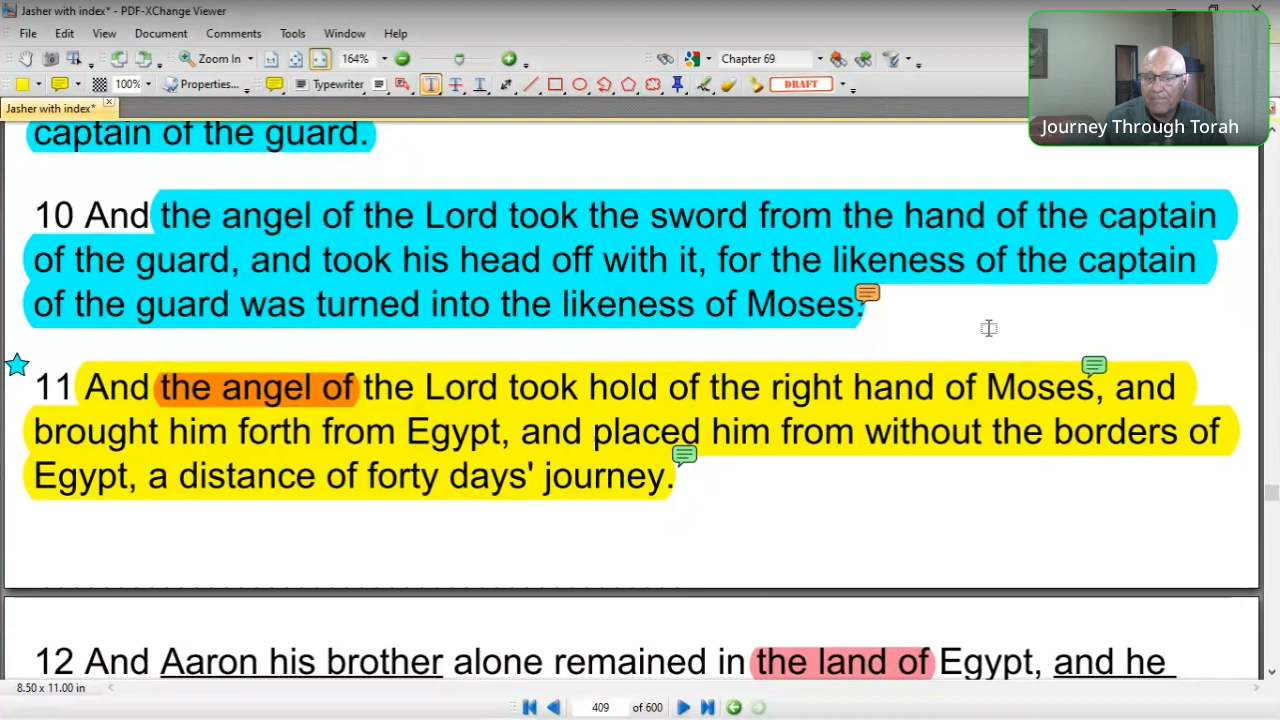 Jasher with index* - PDF-XChange Viewer
File Edit View Document Comments Tools Window Help
Zoom In 164% Chapter 69
100% Properties... Typewriter DRAFT
Jasher with index*
Journey Through Torah
captain of the guard.
10 And the angel of the Lord took the sword from the hand of the captain
of the guard, and took his head off with it, for the likeness of the captain
of the guard was turned into the likeness of Moses.
11 And the angel of the Lord took hold of the right hand of Moses, and
brought him forth from Egypt, and placed him from without the borders of
Egypt, a distance of forty days' journey.
12 And Aaron his brother alone remained in the land of Egypt, and he
8.50 x 11.00 in
409 of 600